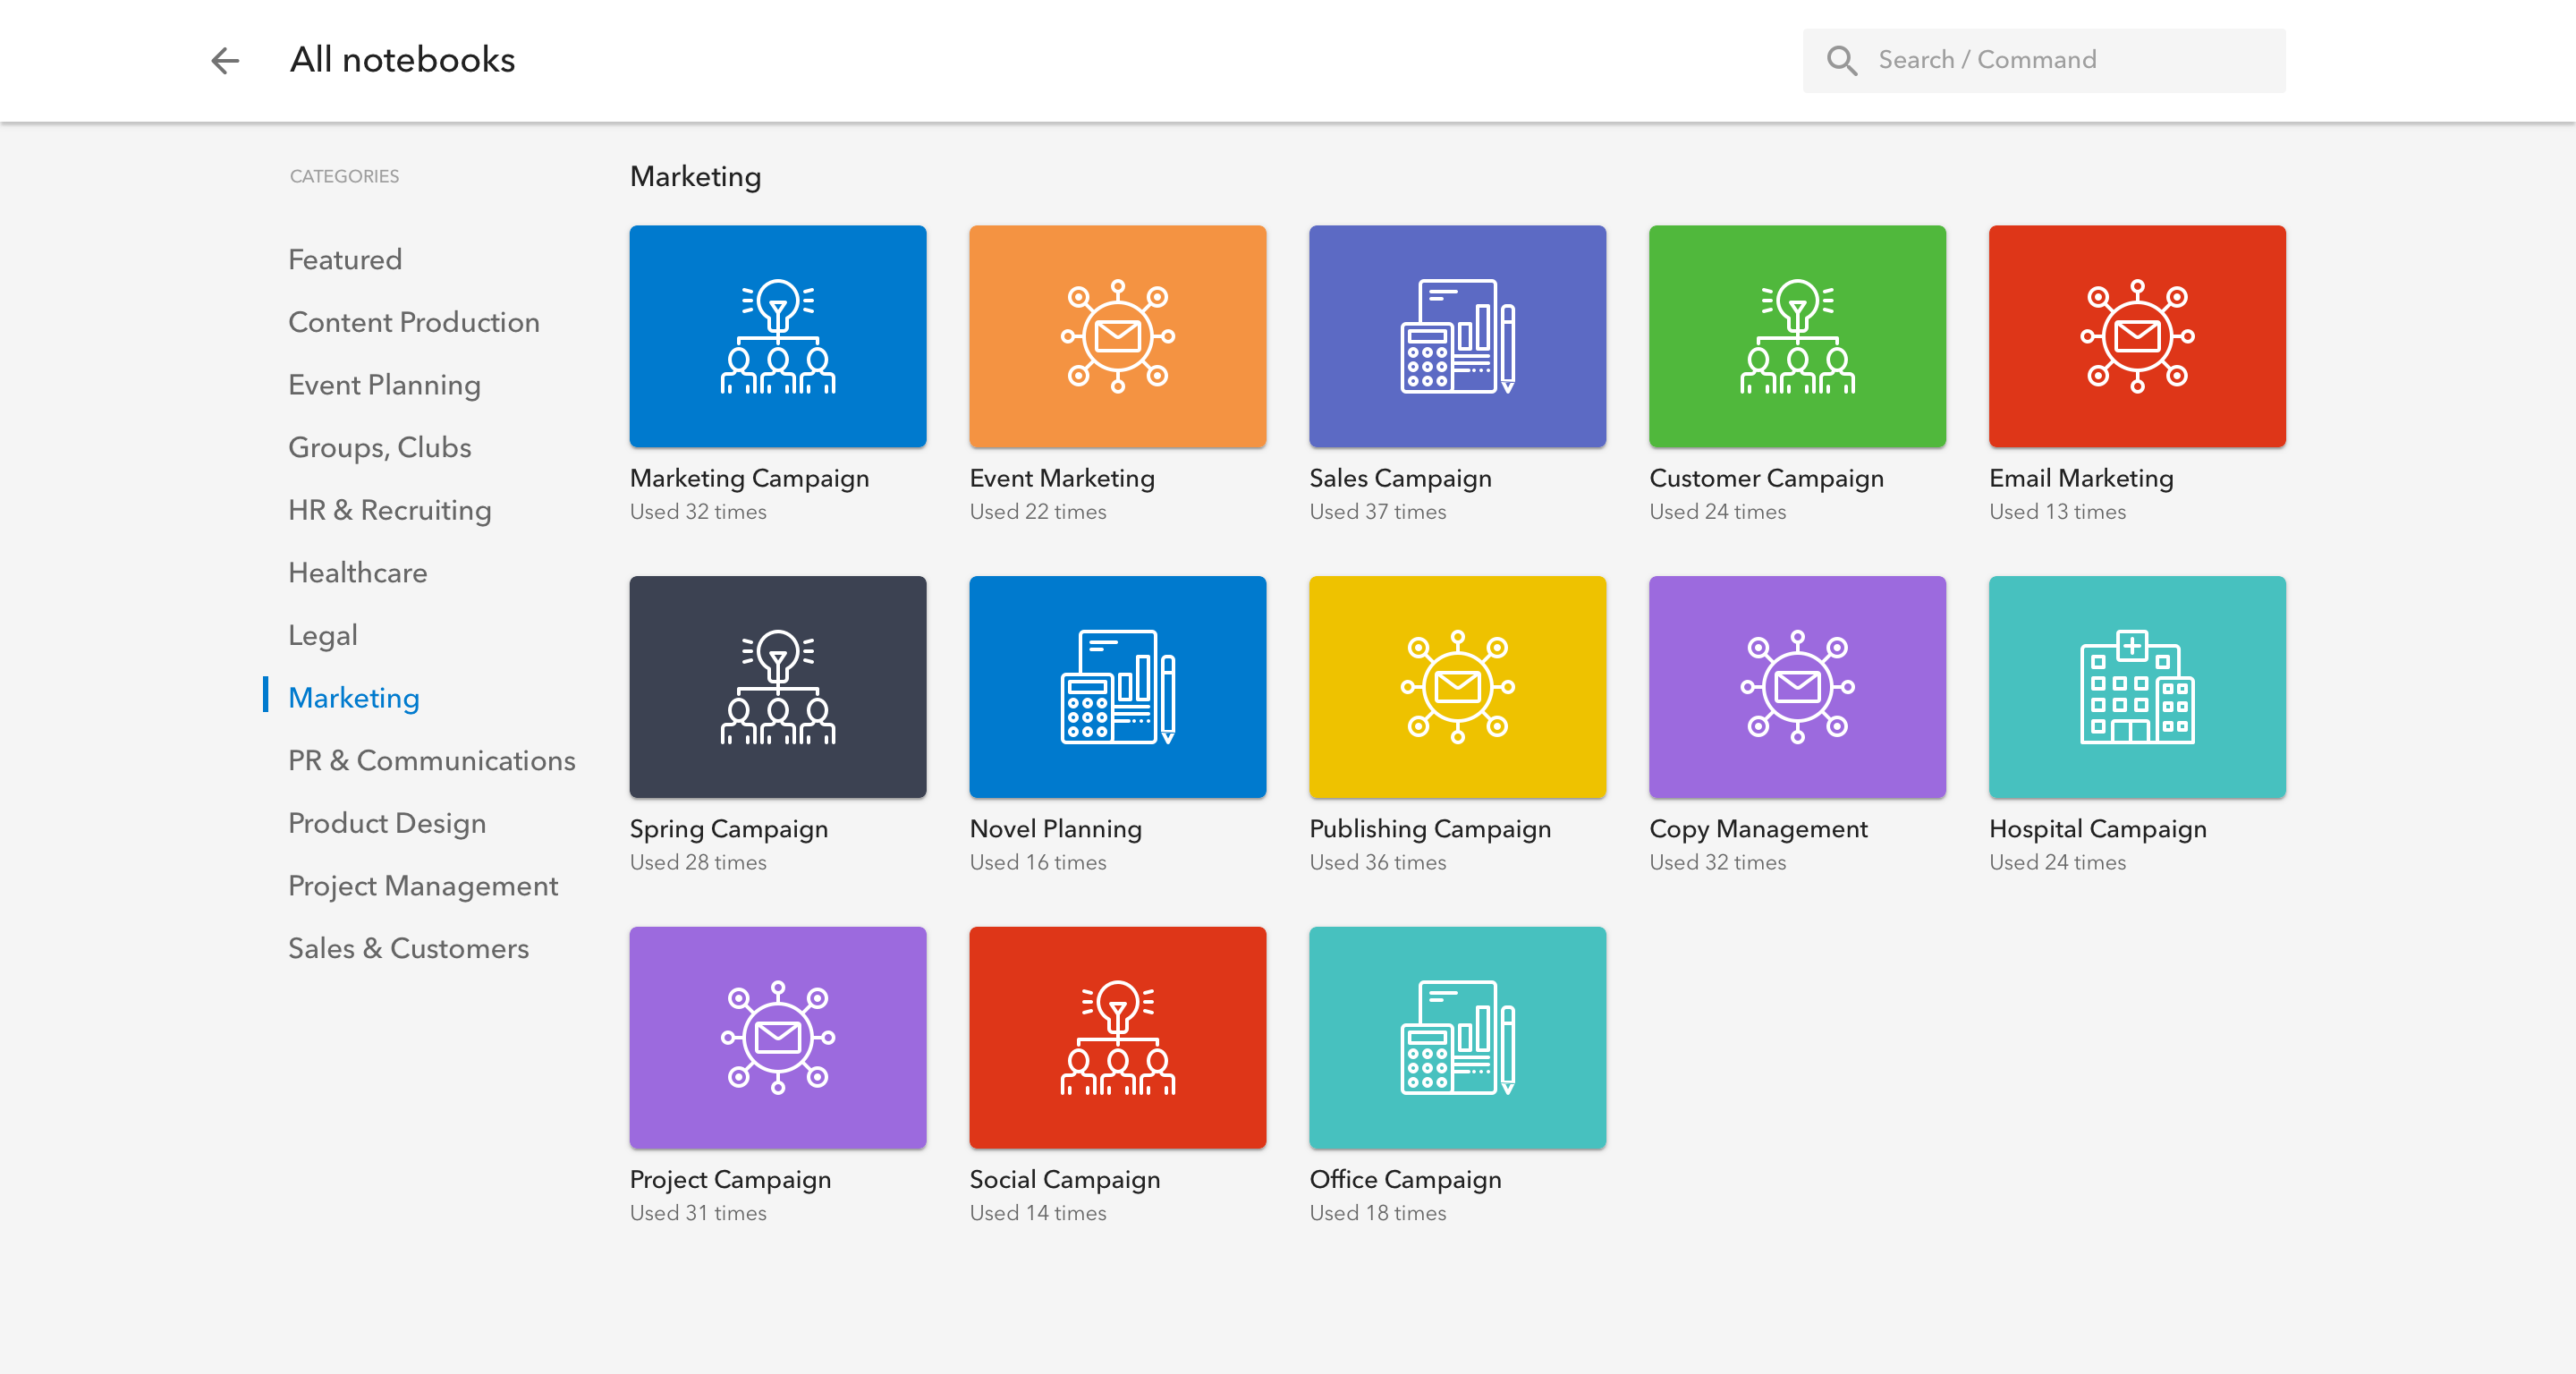 All notebooks
Search / Command
CATEGORIES
Featured
Content Production
Event Planning
Groups, Clubs
HR & Recruiting
Healthcare
Legal
Marketing
PR & Communications
Product Design
Project Management
Sales & Customers
Marketing
Marketing Campaign
Used 32 times
Event Marketing
Used 22 times
Sales Campaign
Used 37 times
Customer Campaign
Used 24 times
Email Marketing
Used 13 times
Spring Campaign
Used 28 times
Novel Planning
Used 16 times
Publishing Campaign
Used 36 times
Copy Management
Used 32 times
Hospital Campaign
Used 24 times
Project Campaign
Used 31 times
Social Campaign
Used 14 times
Office Campaign
Used 18 times